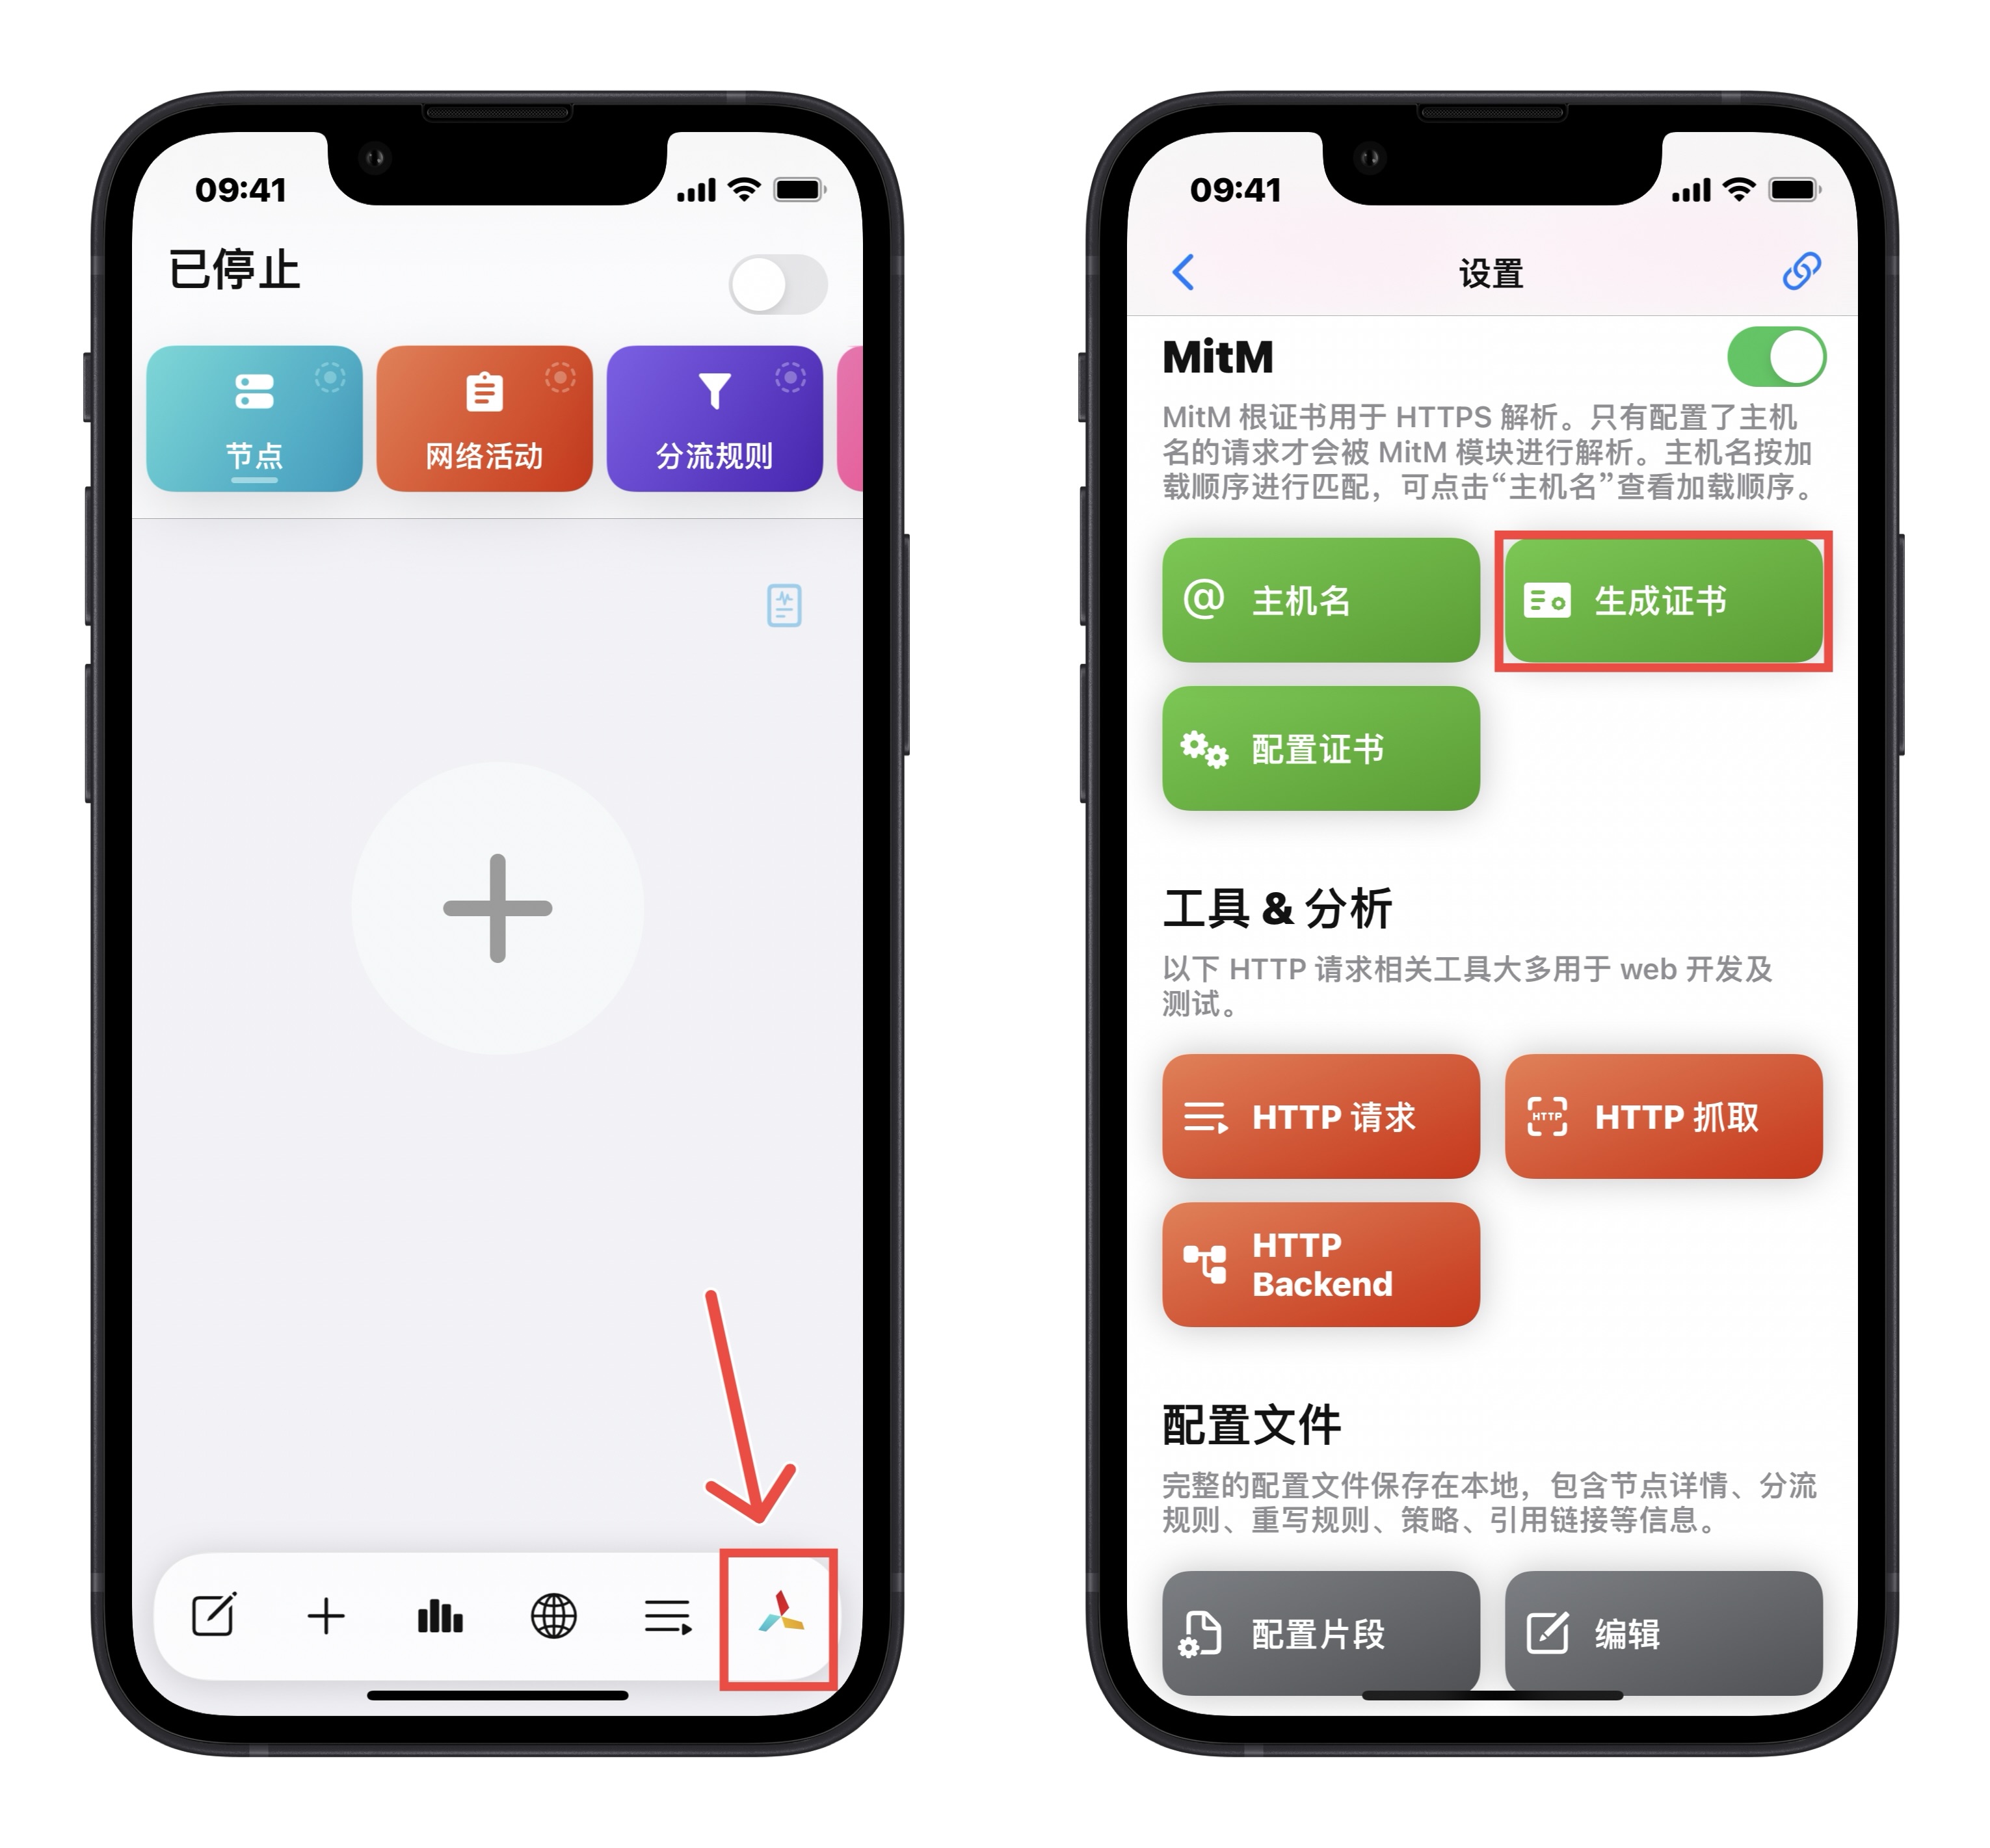 09:41
已停止
节点
网络活动
分流规则
09:41
设置
MitM
MitM 根证书用于 HTTPS 解析。只有配置了主机
名的请求才会被 MitM 模块进行解析。主机名按加
载顺序进行匹配，可点击“主机名”查看加载顺序。
@ 主机名
生成证书
配置证书
工具 & 分析
以下 HTTP 请求相关工具大多用于 web 开发及
测试。
HTTP 请求
HTTP
HTTP 抓取
HTTP
Backend
配置文件
完整的配置文件保存在本地，包含节点详情、分流
规则、重写规则、策略、引用链接等信息。
配置片段
编辑